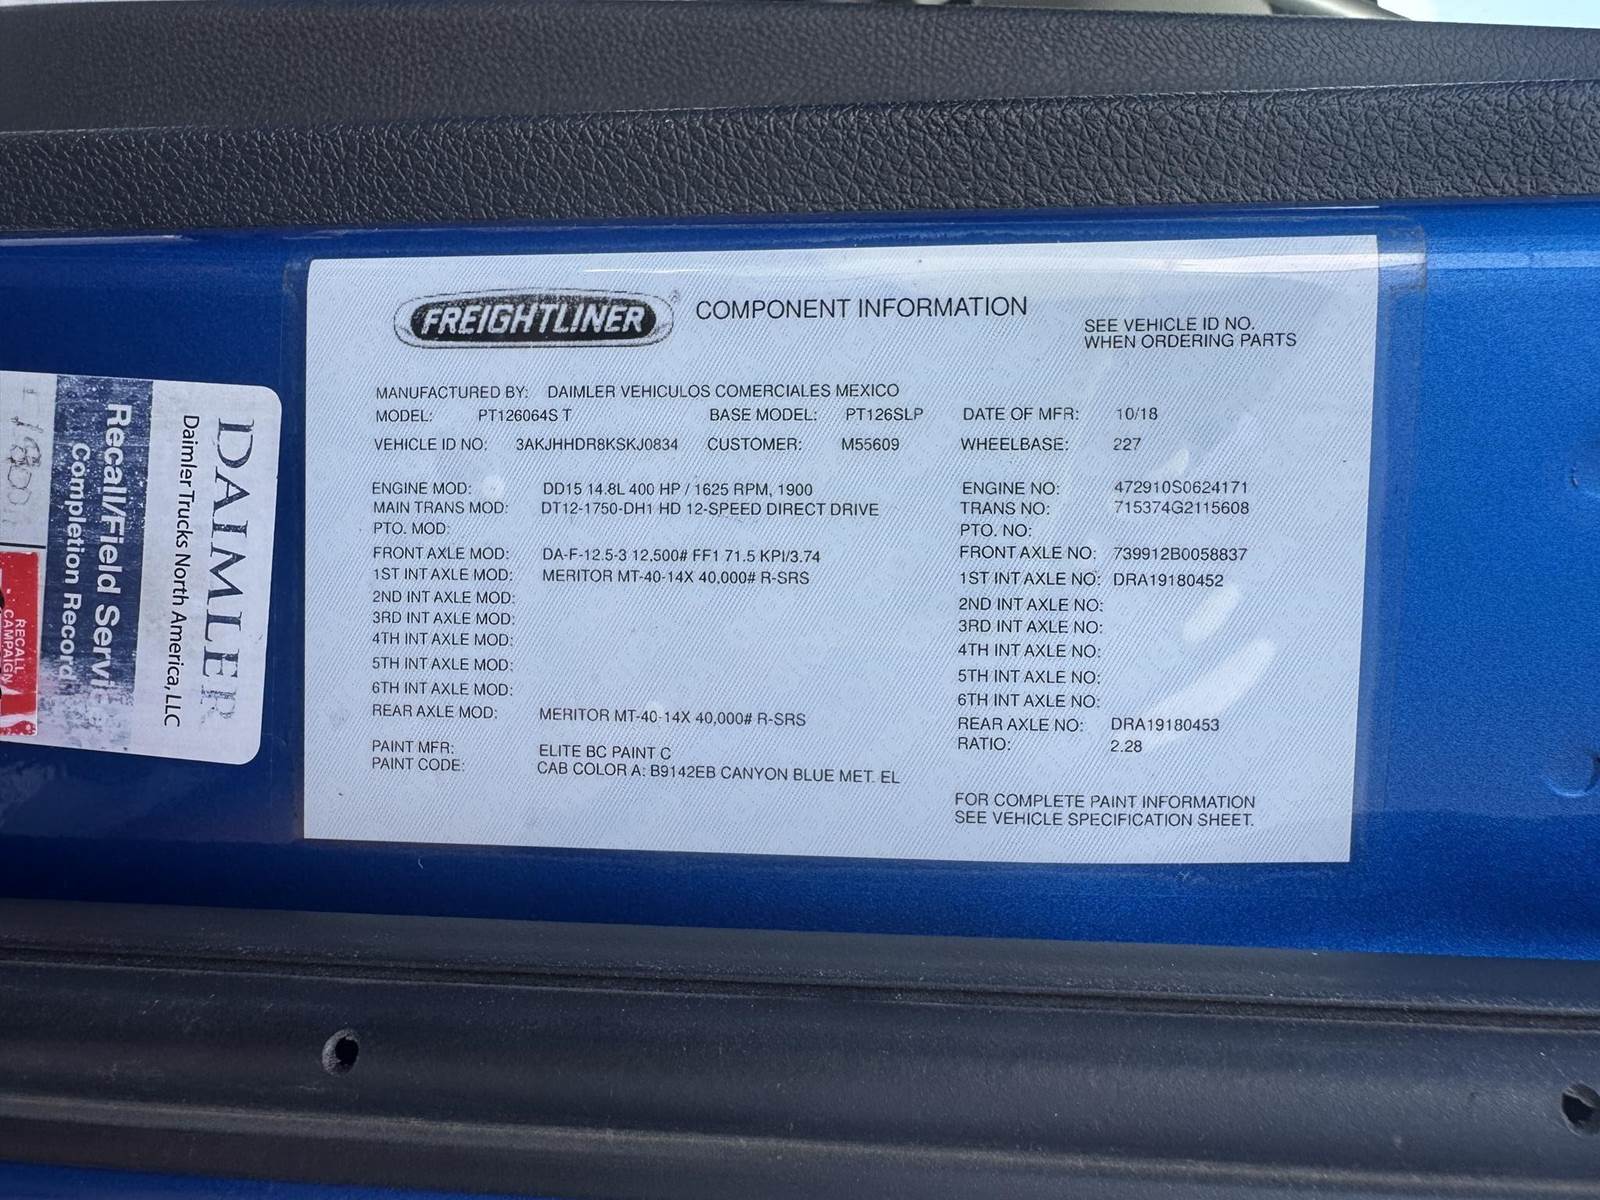 FREIGHTLINER®
COMPONENT INFORMATION
SEE VEHICLE ID NO.
WHEN ORDERING PARTS
MANUFACTURED BY: DAIMLER VEHICULOS COMERCIALES MEXICO
MODEL: PT126064S T BASE MODEL: PT126SLP DATE OF MFR: 10/18
VEHICLE ID NO: 3AKJHHDR8KSKJ0834 CUSTOMER: M55609 WHEELBASE: 227
ENGINE MOD: DD15 14.8L 400 HP / 1625 RPM, 1900 ENGINE NO: 472910S0624171
MAIN TRANS MOD: DT12-1750-DH1 HD 12-SPEED DIRECT DRIVE TRANS NO: 715374G2115608
PTO. MOD: PTO. NO:
FRONT AXLE MOD: DA-F-12.5-3 12,500# FF1 71.5 KPI/3.74 FRONT AXLE NO: 739912B0058837
1ST INT AXLE MOD: MERITOR MT-40-14X 40,000# R-SRS 1ST INT AXLE NO: DRA19180452
2ND INT AXLE MOD: 2ND INT AXLE NO:
3RD INT AXLE MOD: 3RD INT AXLE NO:
4TH INT AXLE MOD: 4TH INT AXLE NO:
5TH INT AXLE MOD: 5TH INT AXLE NO:
6TH INT AXLE MOD: 6TH INT AXLE NO:
REAR AXLE MOD: MERITOR MT-40-14X 40,000# R-SRS REAR AXLE NO: DRA19180453
RATIO: 2.28
PAINT MFR: ELITE BC PAINT C
PAINT CODE: CAB COLOR A: B9142EB CANYON BLUE MET. EL
FOR COMPLETE PAINT INFORMATION
SEE VEHICLE SPECIFICATION SHEET.
DAIMLER
Daimler Trucks North America, LLC
Recall/Field Servi
Completion Record
RECALL
CAMPAIGN